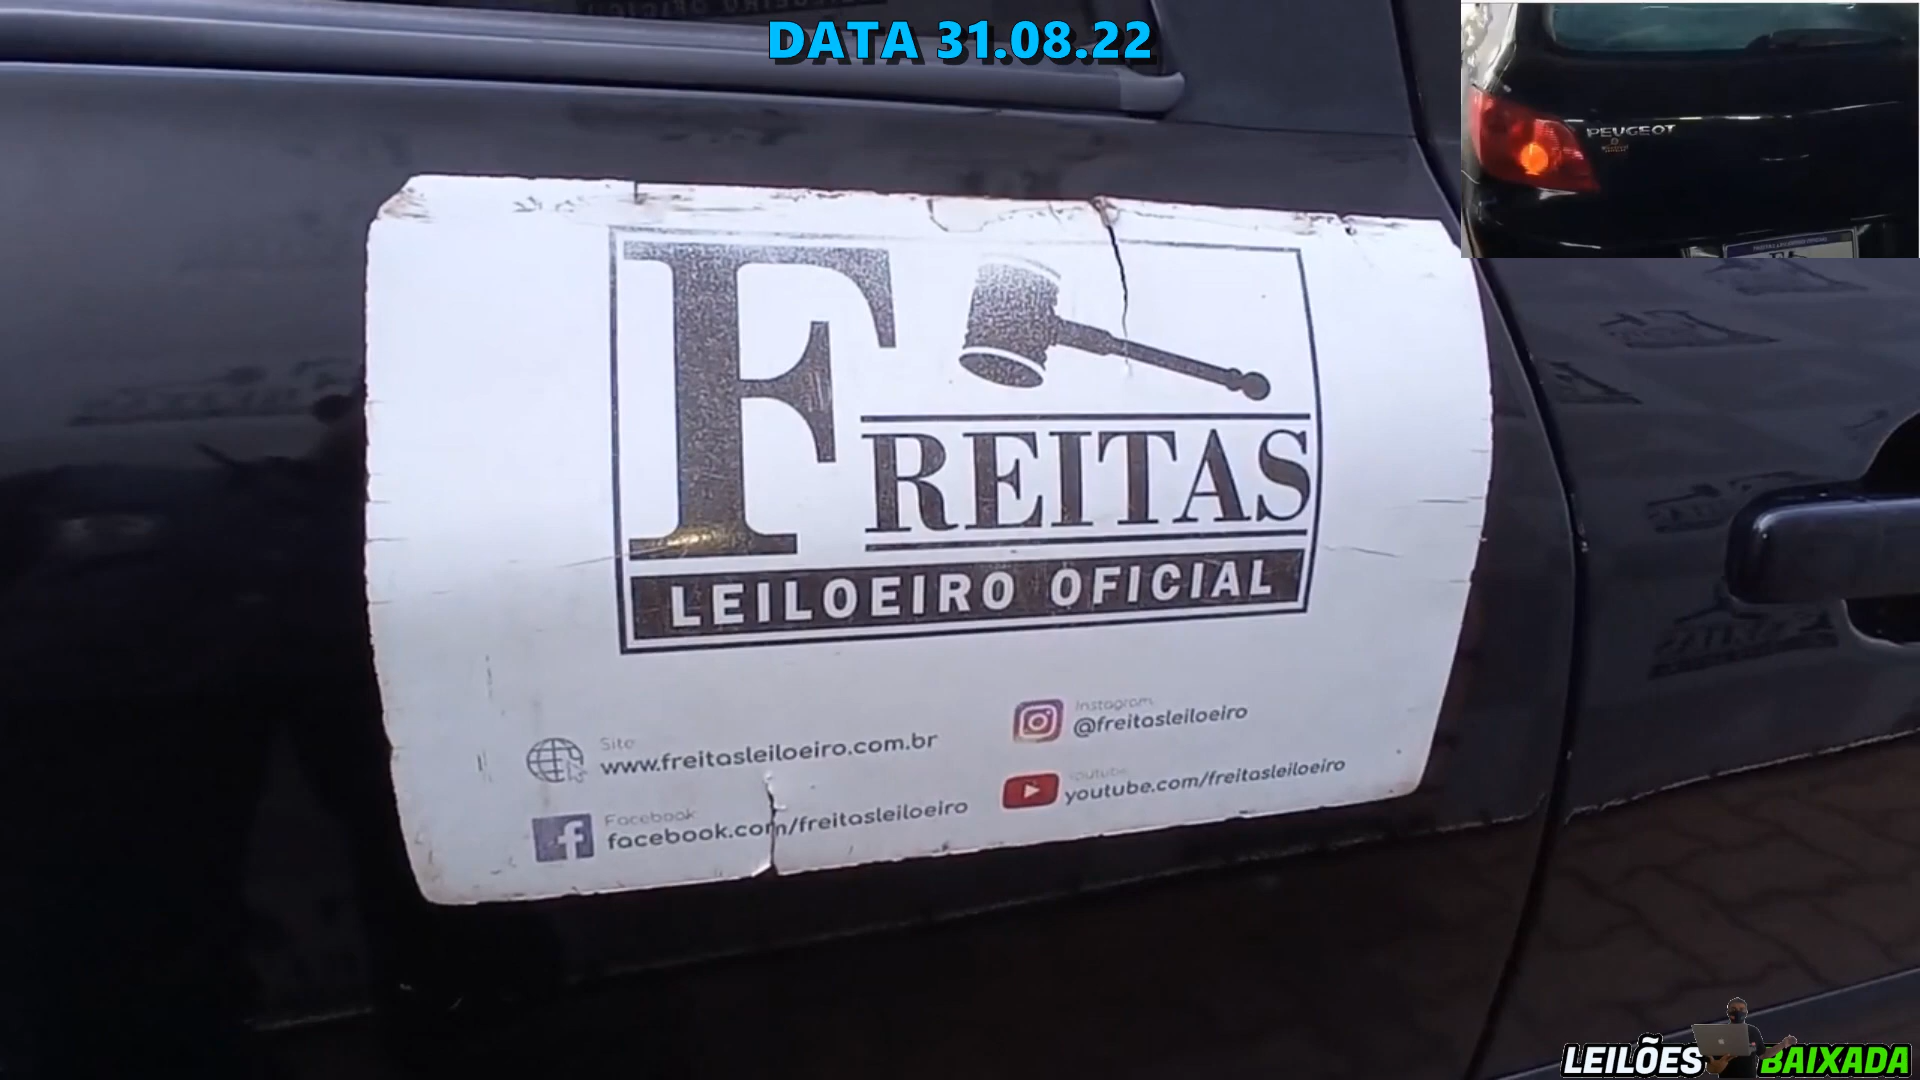 DATA 31.08.22
PEUGEOT
FREITAS
LEILOEIRO OFICIAL
Site
www.freitasleiloeiro.com.br
Instagram
@freitasleiloeiro
Facebook
facebook.com/freitasleiloeiro
Youtube
youtube.com/freitasleiloeiro
LEILÕES BAIXADA